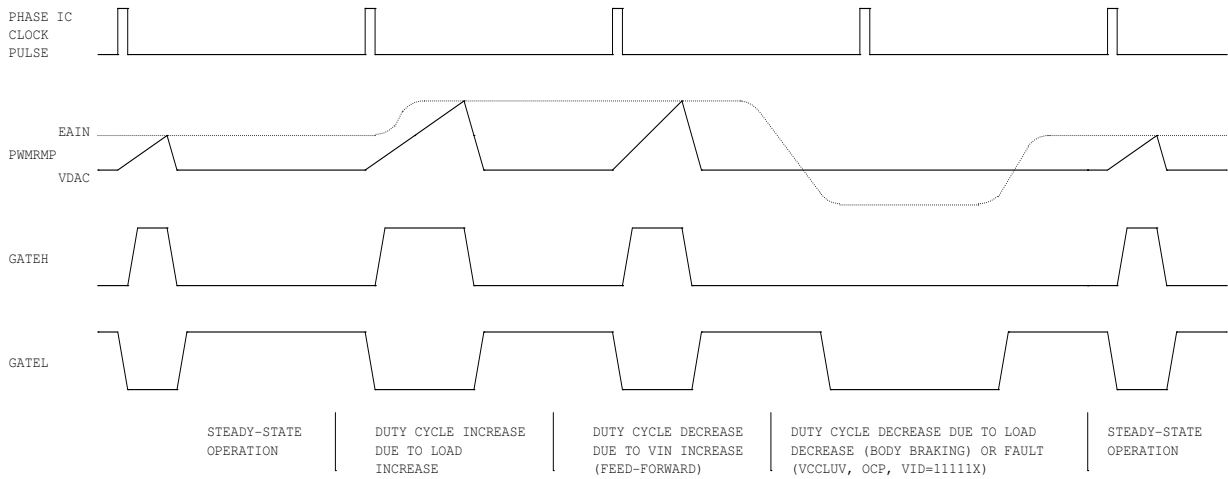 PHASE IC
CLOCK
PULSE
EAIN
PWMRMP
VDAC
GATEH
GATEL
STEADY-STATE
OPERATION
DUTY CYCLE INCREASE
DUE TO LOAD
INCREASE
DUTY CYCLE DECREASE
DUE TO VIN INCREASE
(FEED-FORWARD)
DUTY CYCLE DECREASE DUE TO LOAD
DECREASE (BODY BRAKING) OR FAULT
(VCCLUV, OCP, VID=11111X)
STEADY-STATE
OPERATION